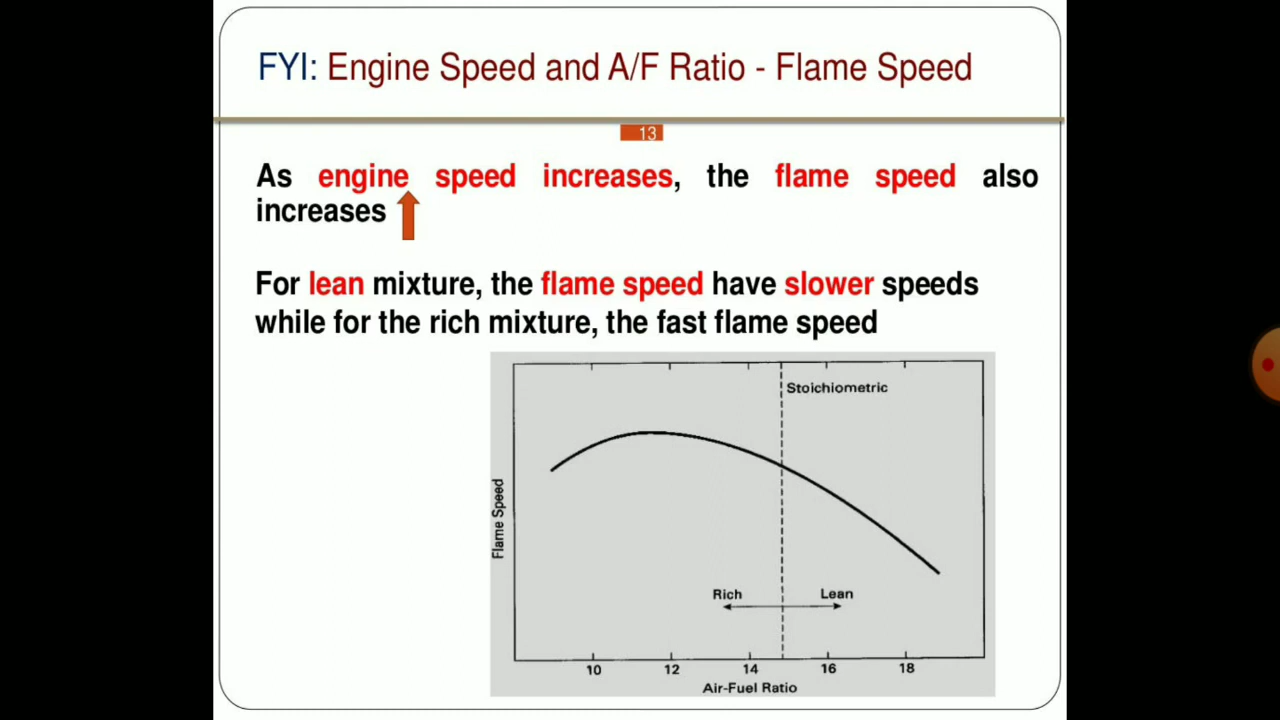 FYI: Engine Speed and A/F Ratio - Flame Speed
13
As engine speed increases, the flame speed also
increases
For lean mixture, the flame speed have slower speeds
while for the rich mixture, the fast flame speed
Stoichiometric
Flame Speed
Rich
Lean
10 12 14 16 18
Air-Fuel Ratio